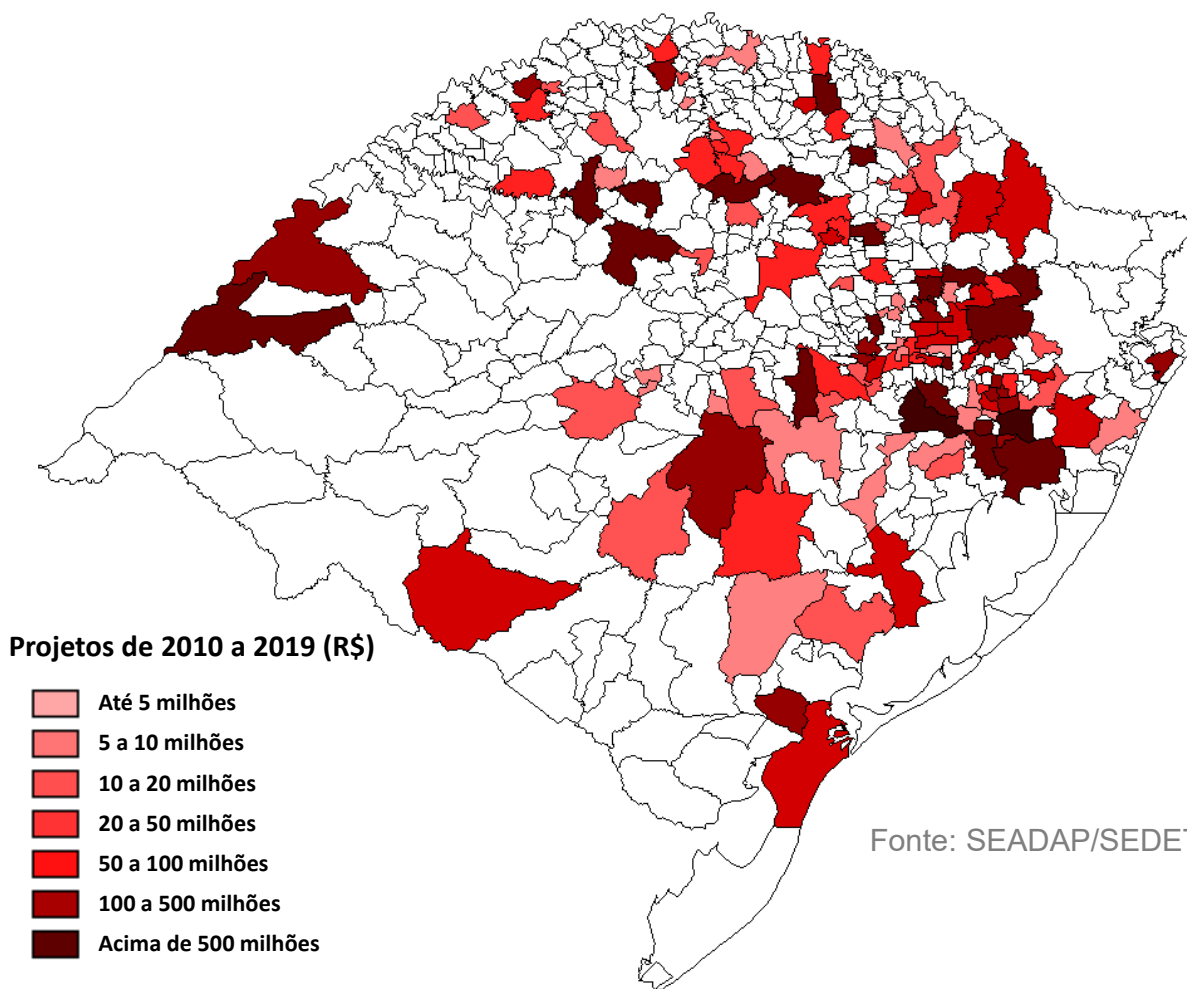 Projetos de 2010 a 2019 (R$)
Até 5 milhões
5 a 10 milhões
10 a 20 milhões
20 a 50 milhões
50 a 100 milhões
100 a 500 milhões
Acima de 500 milhões
Fonte: SEADAP/SEDET